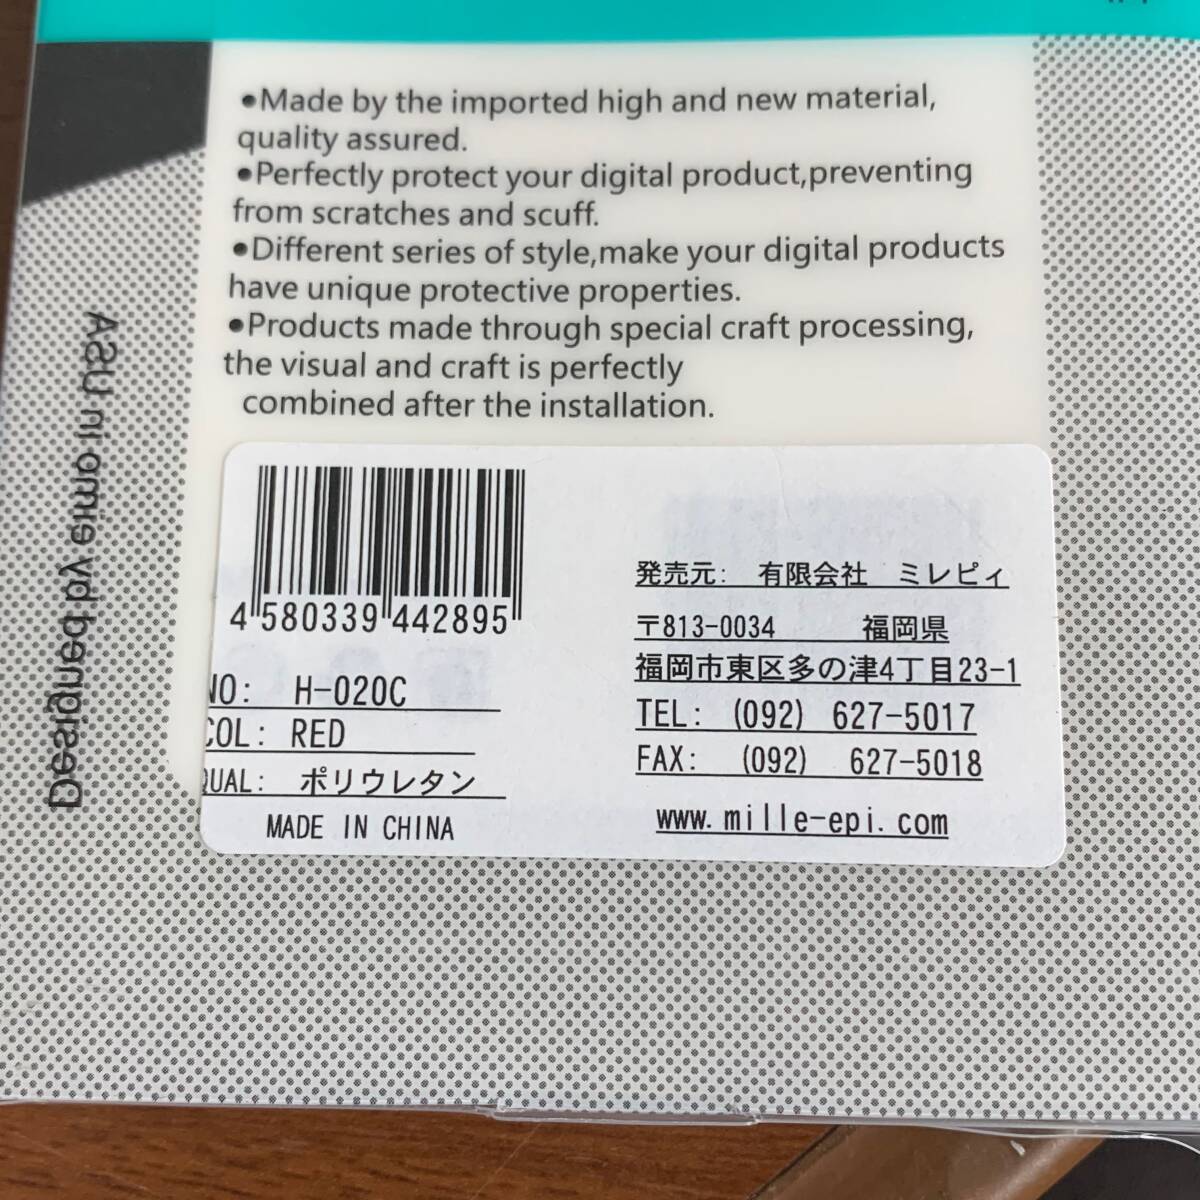 •Made by the imported high and new material,
quality assured.
•Perfectly protect your digital product,preventing
from scratches and scuff.
•Different series of style,make your digital products
have unique protective properties.
•Products made through special craft processing,
the visual and craft is perfectly
combined after the installation.
Designed by eimo in USA
4 580339 442895
NO: H-020C
COL: RED
QUAL: ポリウレタン
MADE IN CHINA
発売元: 有限会社 ミレピィ
〒813-0034 福岡県
福岡市東区多の津4丁目23-1
TEL: (092) 627-5017
FAX: (092) 627-5018
www.mille-epi.com